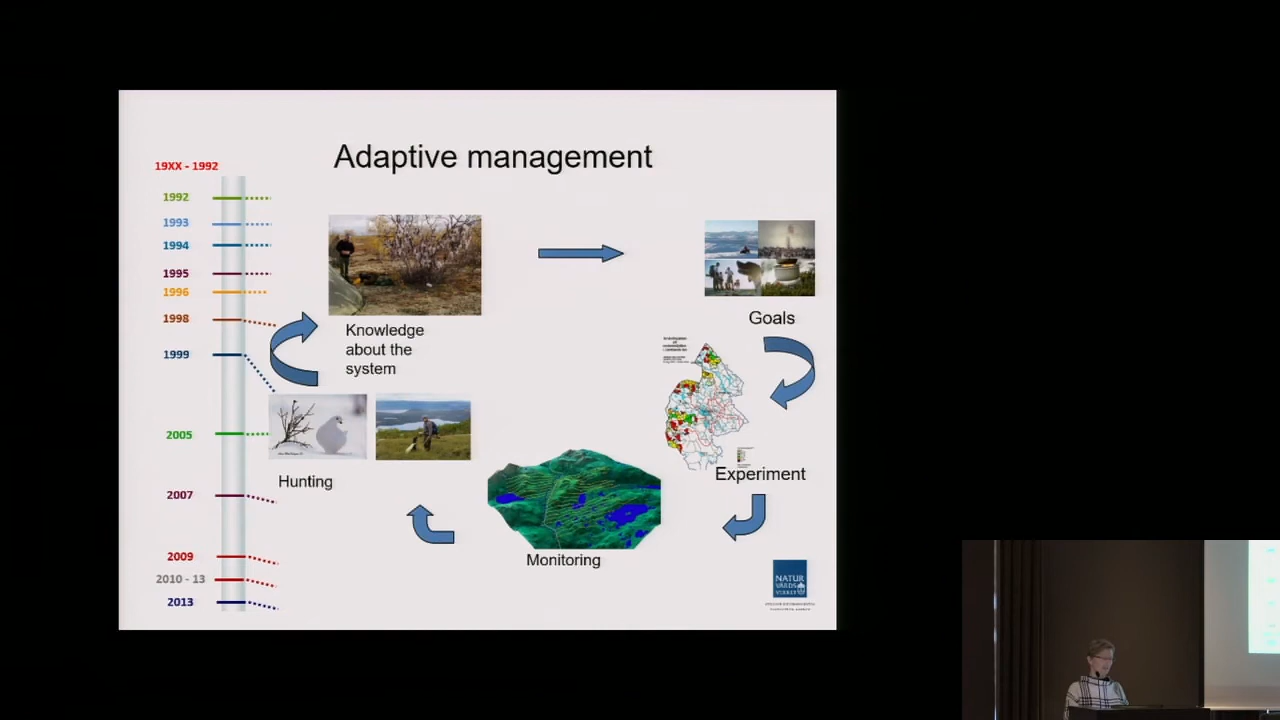 Adaptive management
19XX - 1992
1992
1993
1994
1995
1996
1998
1999
2005
2007
2009
2010 - 13
2013
Knowledge
about the
system
Goals
Experiment
Monitoring
Hunting
NATUR
VÅRDS
VERKET